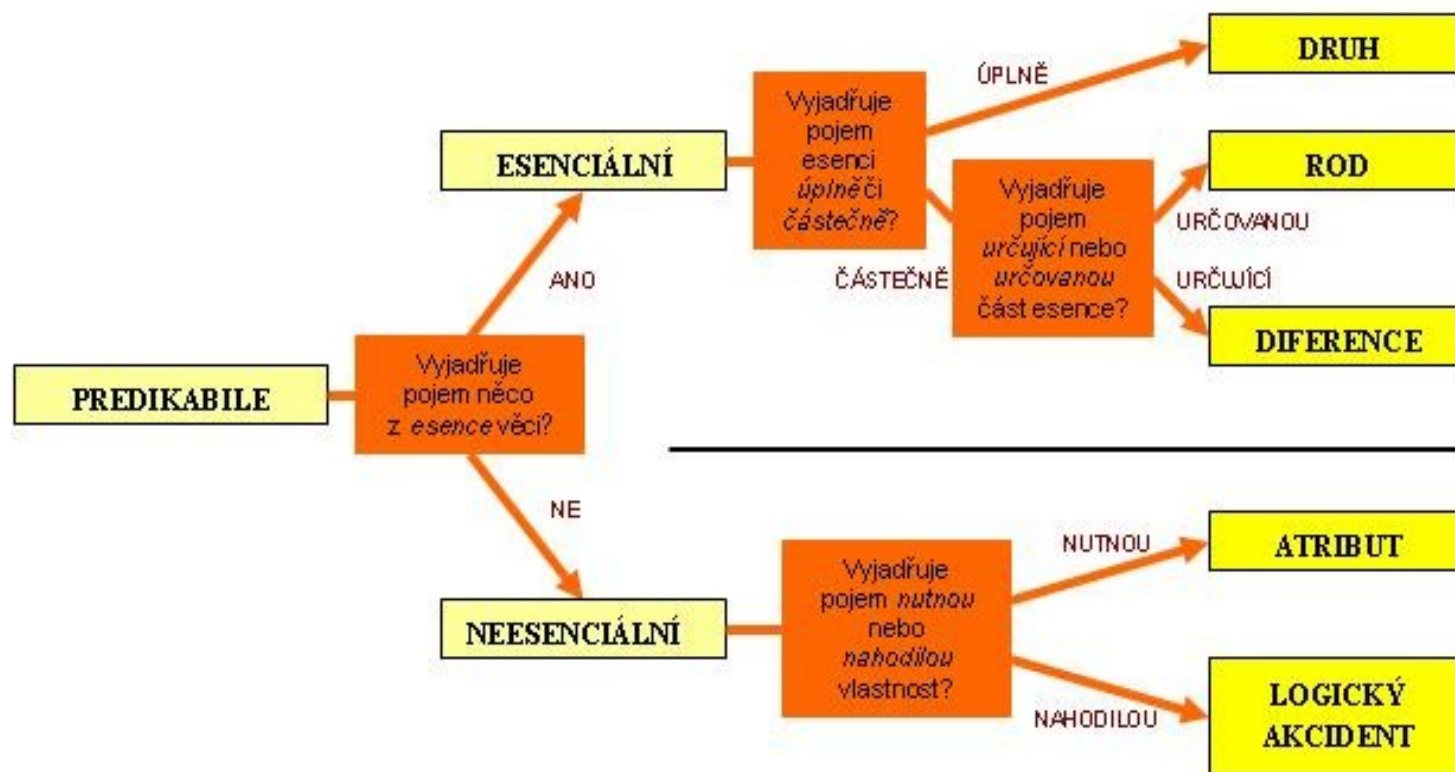 PREDIKABILE
Vyjadřuje
pojem něco
z esence věci?
ANO
NE
ESENCIÁLNÍ
Vyjadřuje
pojem
esenci
úplně či
částečně?
ÚPLNĚ
ČÁSTEČNĚ
Vyjadřuje
pojem
určující nebo
určovanou
část esence?
URČOVANOU
URČUJÍCÍ
DRUH
ROD
DIFERENCE
NEESENCIÁLNÍ
Vyjadřuje
pojem nutnou
nebo
nahodilou
vlastnost?
NUTNOU
NAHODILOU
ATRIBUT
LOGICKÝ
AKCIDENT